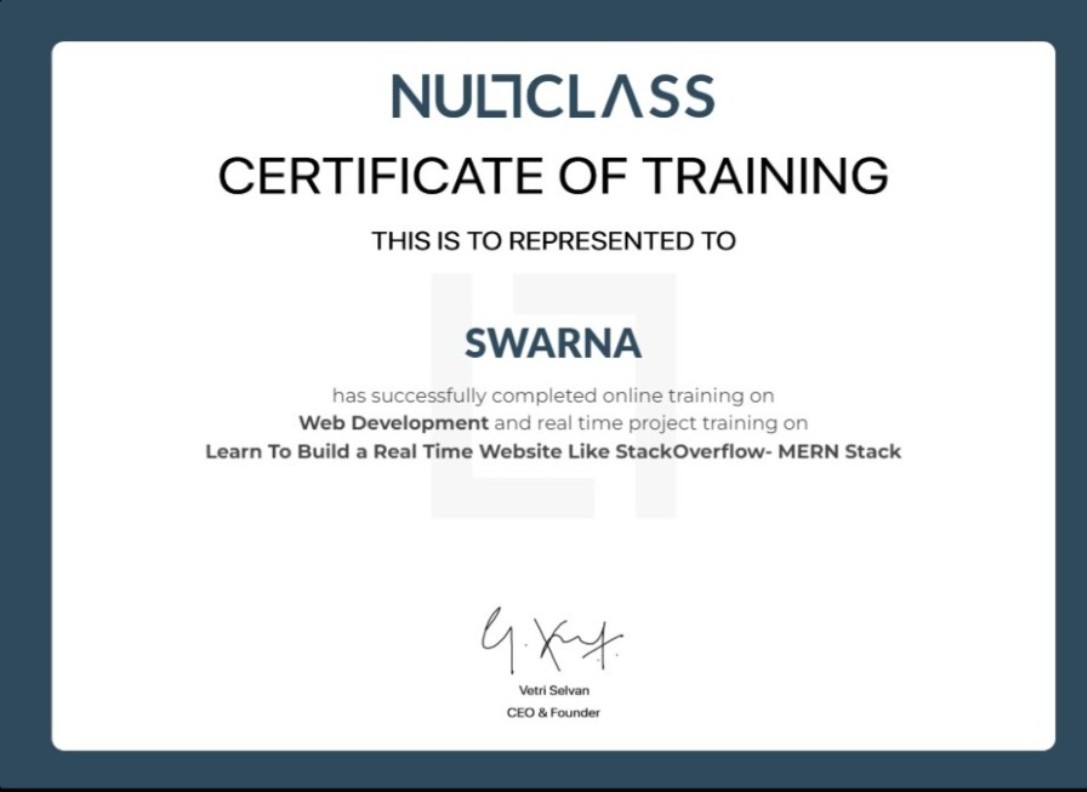 NULLCLASS
CERTIFICATE OF TRAINING
THIS IS TO REPRESENTED TO
SWARNA
has successfully completed online training on
Web Development and real time project training on
Learn To Build a Real Time Website Like StackOverflow- MERN Stack
Vetri Selvan
CEO & Founder